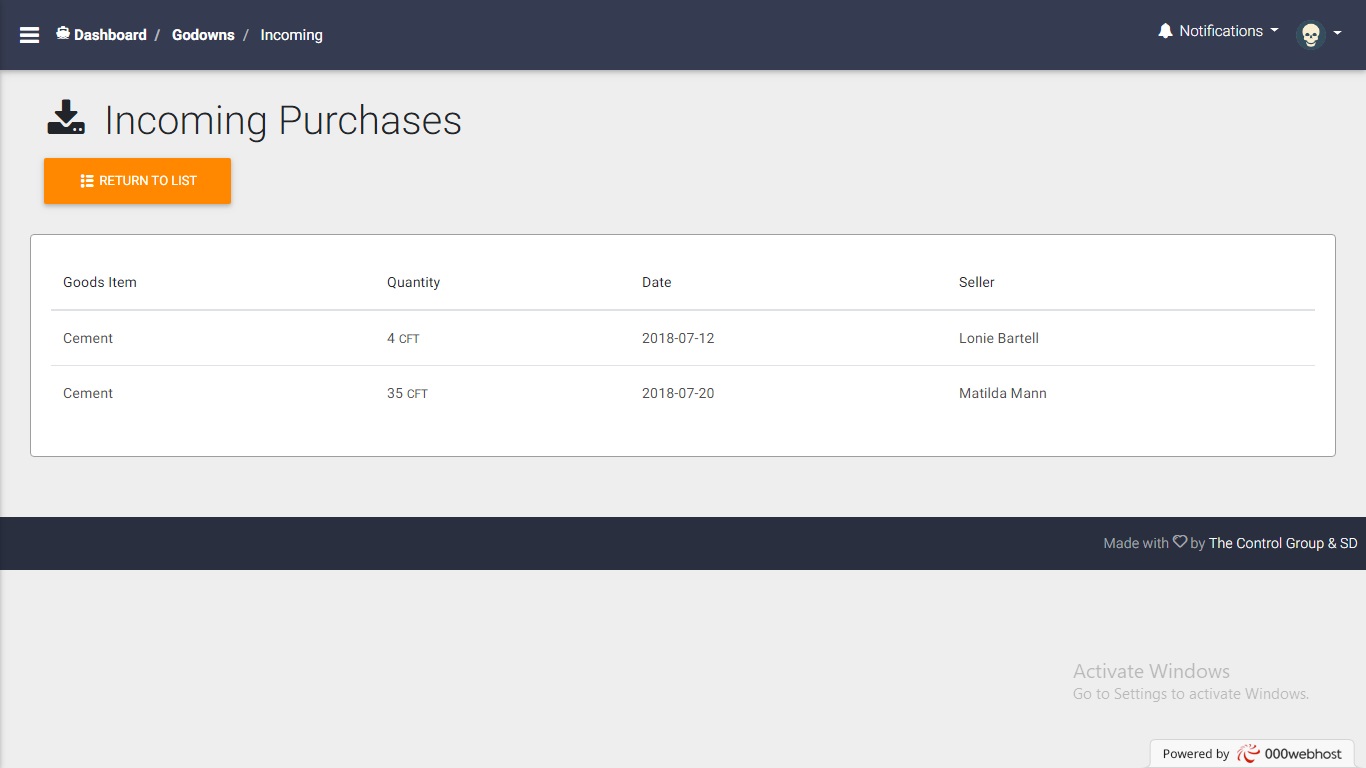 Dashboard / Godowns / Incoming
Notifications
Incoming Purchases
RETURN TO LIST
Goods Item Quantity Date Seller
Cement 4 CFT 2018-07-12 Lonie Bartell
Cement 35 CFT 2018-07-20 Matilda Mann
Made with by The Control Group & SD
Activate Windows
Go to Settings to activate Windows.
Powered by 000webhost